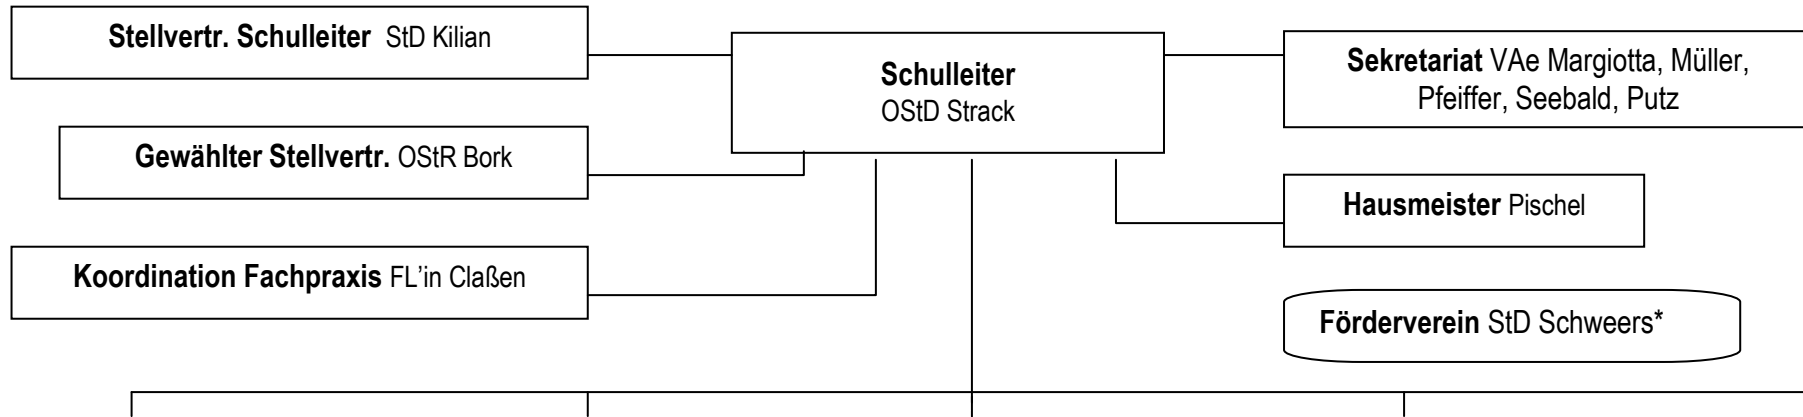 Stellvertr. Schulleiter StD Kilian
Schulleiter
OStD Strack
Sekretariat VAe Margiotta, Müller,
Pfeiffer, Seebald, Putz
Gewählter Stellvertr. OStR Bork
Hausmeister Pischel
Koordination Fachpraxis FL'in Claßen
Förderverein StD Schweers*